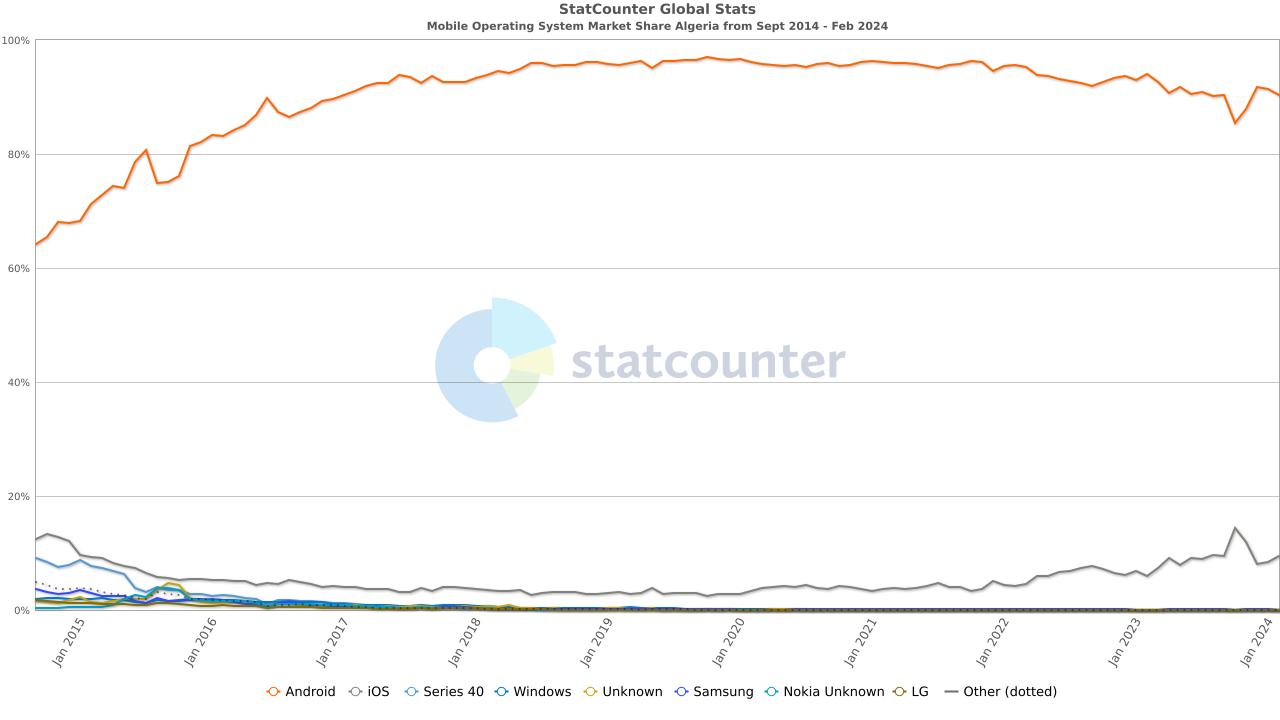 StatCounter Global Stats
Mobile Operating System Market Share Algeria from Sept 2014 - Feb 2024
100%
80%
60%
40%
20%
0%
statcounter
Jan 2015
Jan 2016
Jan 2017
Jan 2018
Jan 2019
Jan 2020
Jan 2021
Jan 2022
Jan 2023
Jan 2024
Android iOS Series 40 Windows Unknown Samsung Nokia Unknown LG Other (dotted)